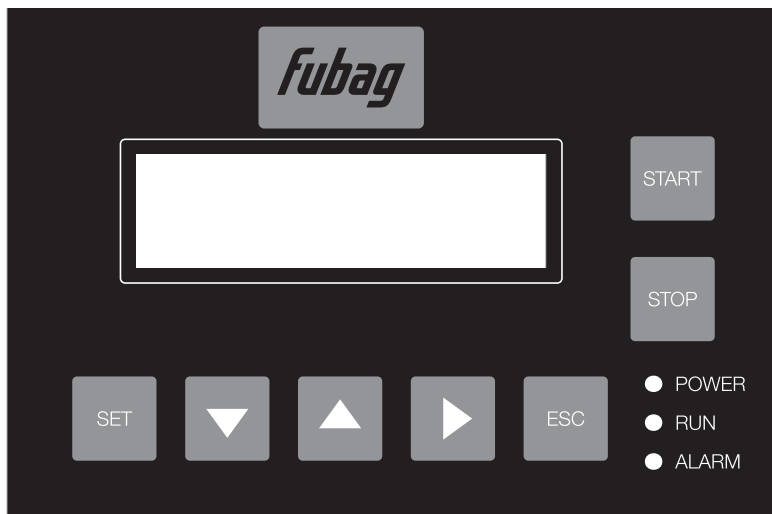 fubag
START
STOP
POWER
RUN
ALARM
SET
ESC